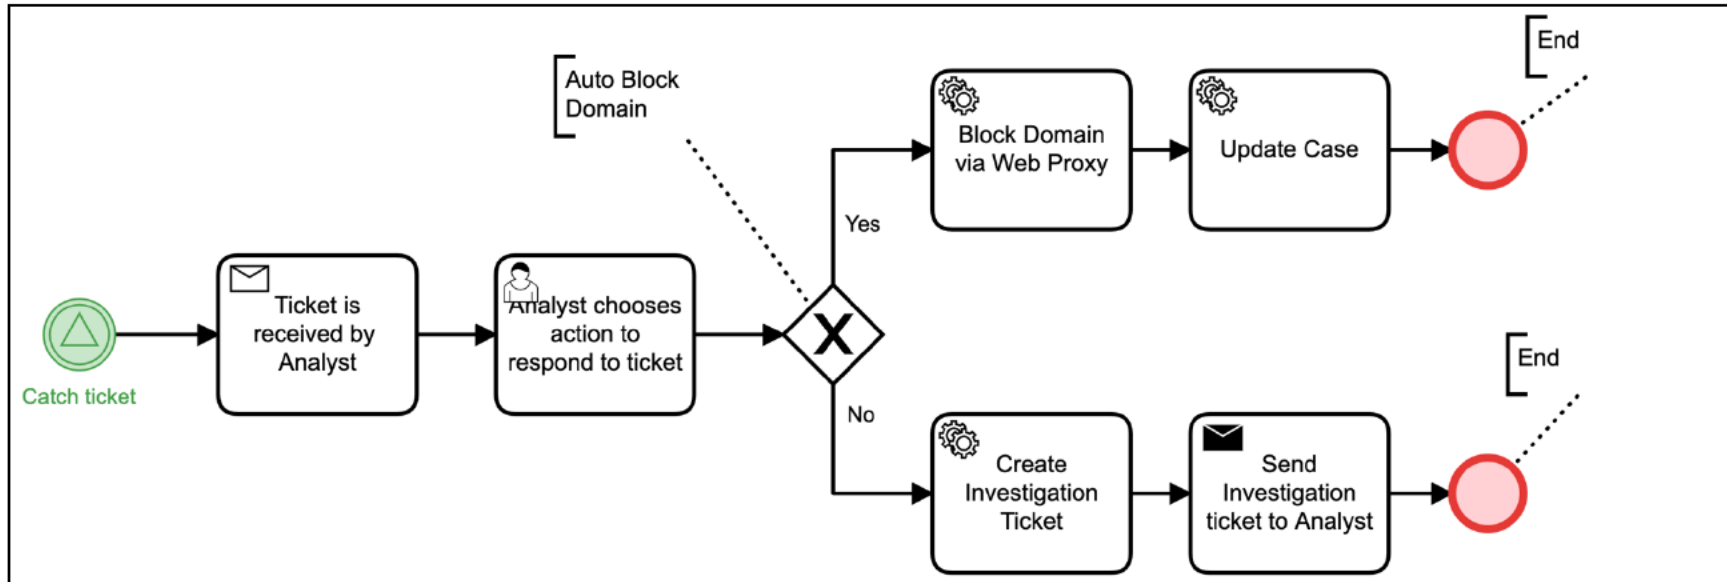 Catch ticket
Ticket is
received by
Analyst
Analyst chooses
action to
respond to ticket
Auto Block
Domain
X
Yes
Block Domain
via Web Proxy
Update Case
End
No
Create
Investigation
Ticket
Send
Investigation
ticket to Analyst
End